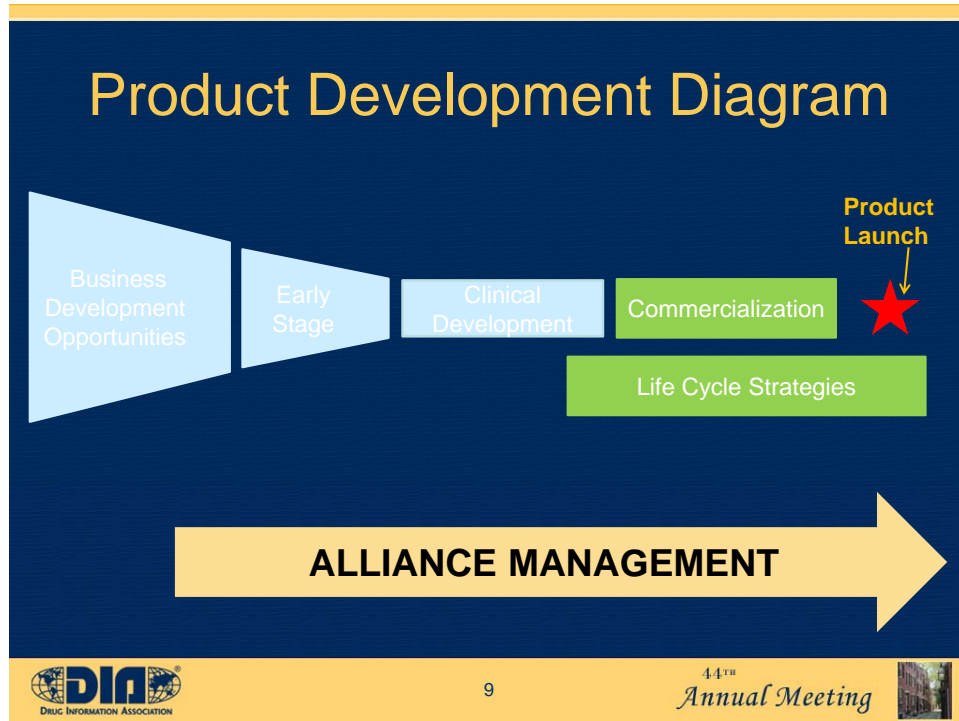 Product Development Diagram
Product
Launch
Business
Development
Opportunities
Early
Stage
Clinical
Development
Commercialization
Life Cycle Strategies
ALLIANCE MANAGEMENT
DIA®
DRUG INFORMATION ASSOCIATION
9
44TH
Annual Meeting